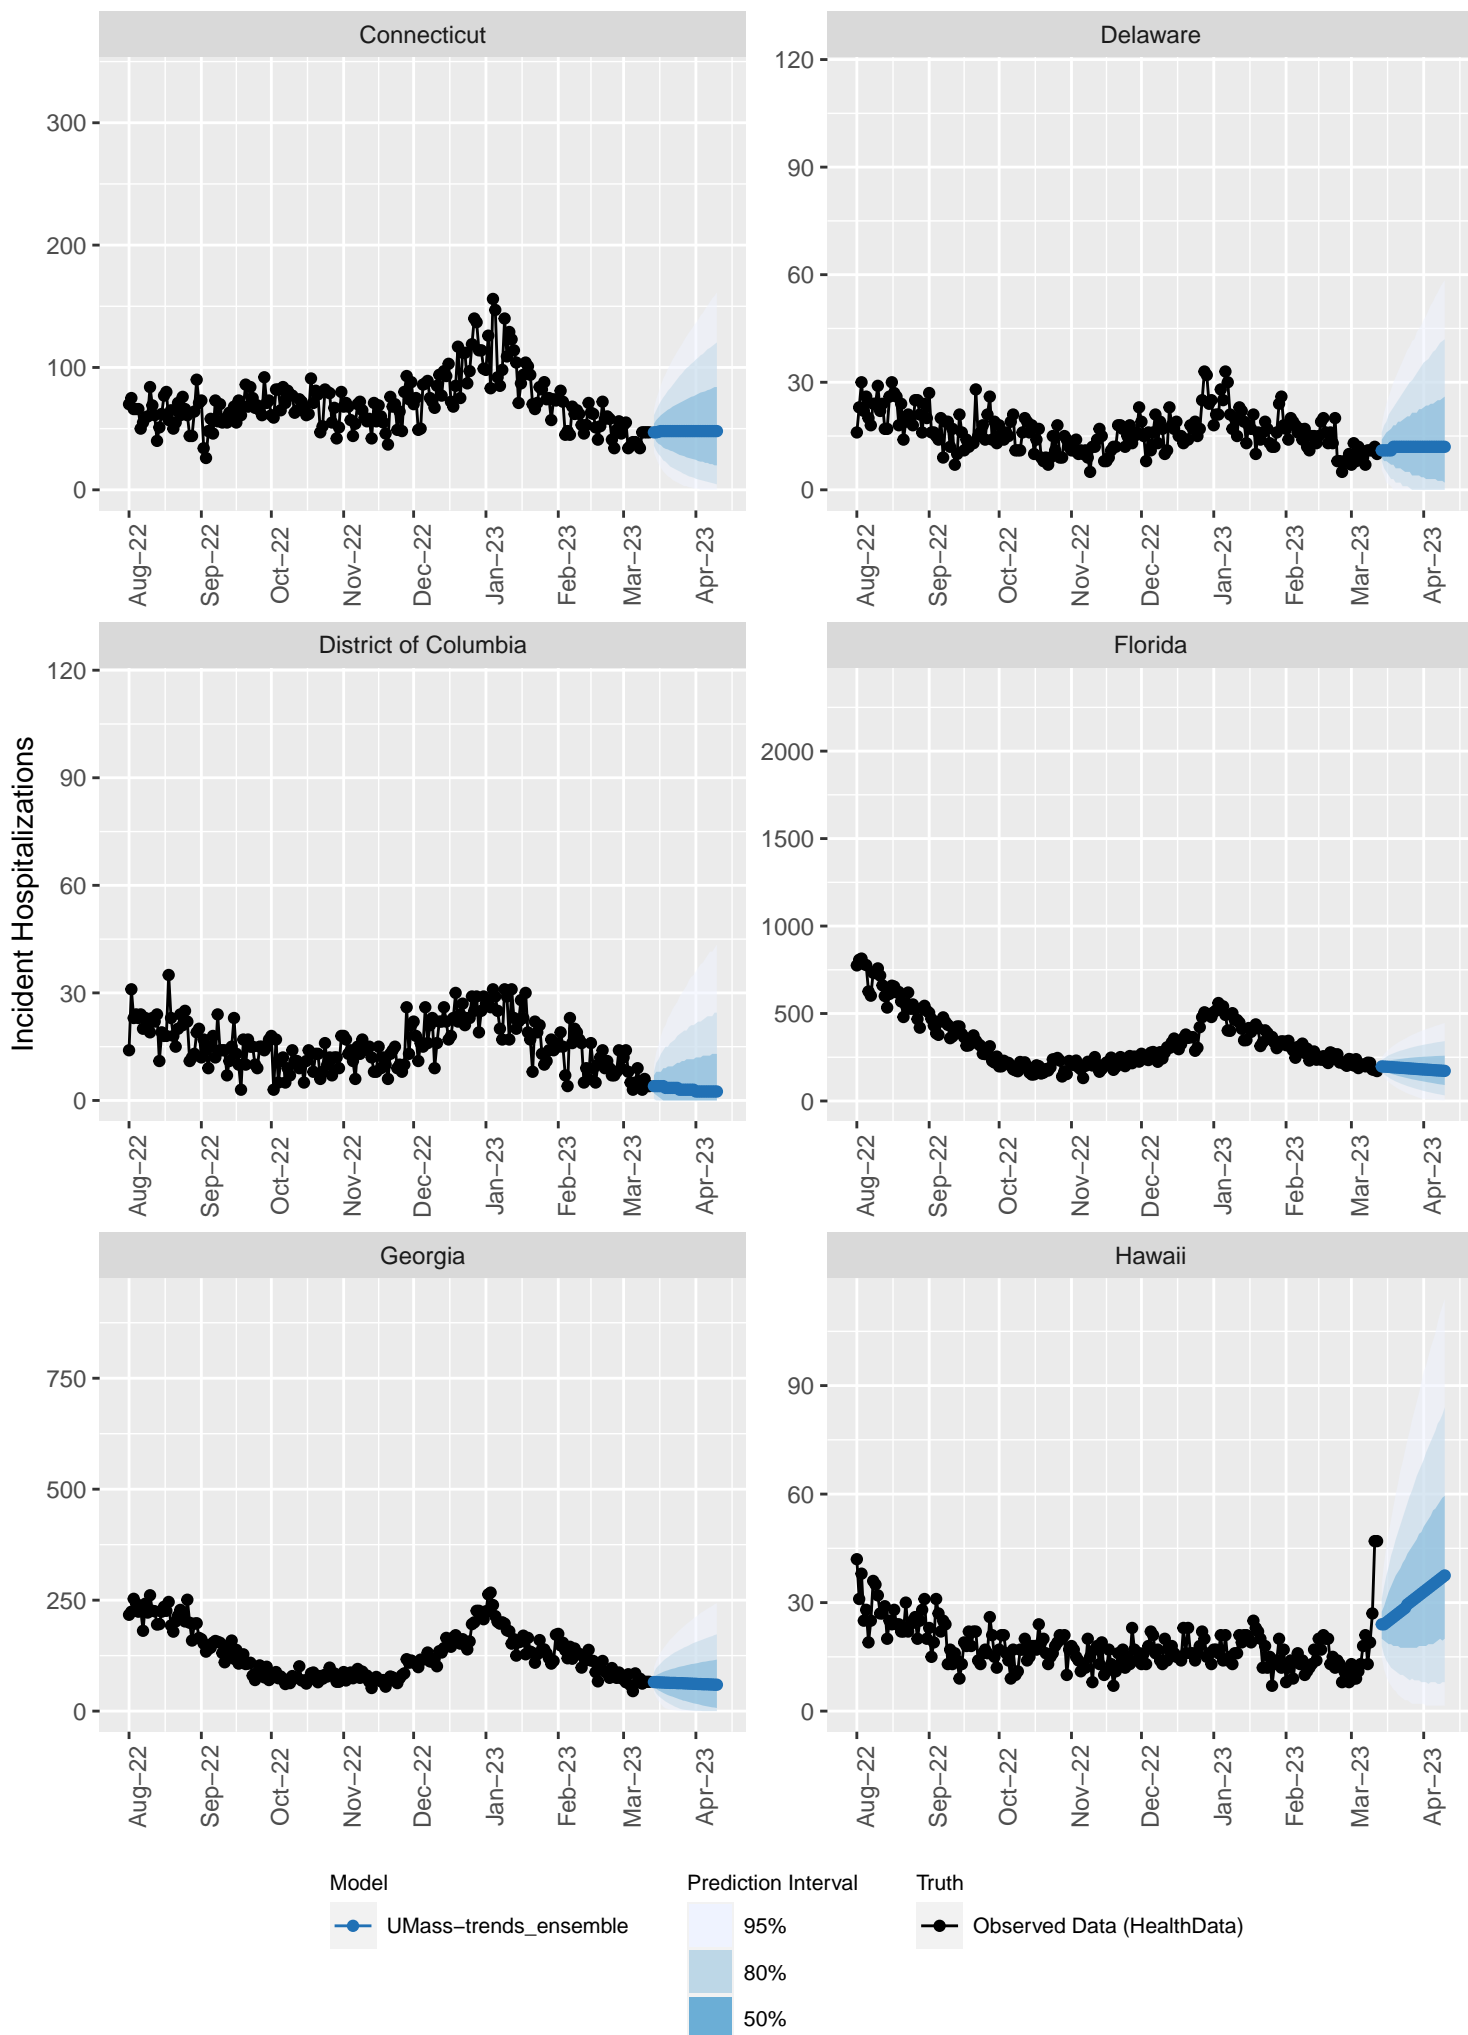 Connecticut
Delaware
300
200
100
0
120
90
60
30
0
Aug−22
Sep−22
Oct−22
Nov−22
Dec−22
Jan−23
Feb−23
Mar−23
Apr−23
Aug−22
Sep−22
Oct−22
Nov−22
Dec−22
Jan−23
Feb−23
Mar−23
Apr−23
District of Columbia
Florida
Incident Hospitalizations
120
90
60
30
0
2000
1500
1000
500
0
Aug−22
Sep−22
Oct−22
Nov−22
Dec−22
Jan−23
Feb−23
Mar−23
Apr−23
Aug−22
Sep−22
Oct−22
Nov−22
Dec−22
Jan−23
Feb−23
Mar−23
Apr−23
Georgia
Hawaii
750
500
250
0
90
60
30
0
Aug−22
Sep−22
Oct−22
Nov−22
Dec−22
Jan−23
Feb−23
Mar−23
Apr−23
Aug−22
Sep−22
Oct−22
Nov−22
Dec−22
Jan−23
Feb−23
Mar−23
Apr−23
Model
UMass−trends_ensemble
Prediction Interval
95%
80%
50%
Truth
Observed Data (HealthData)